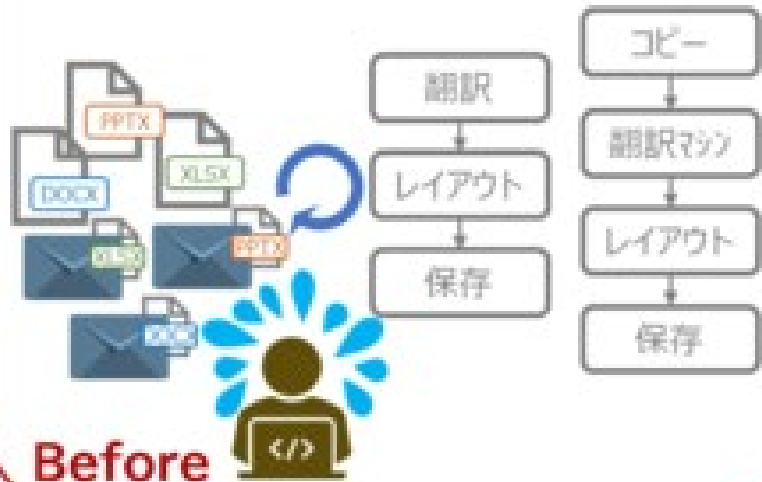 PPTX
XLSX
DOCX
XLSX
PPTX
DOCX
翻訳
レイアウト
保存
コピー
翻訳マシン
レイアウト
保存
</>
Before